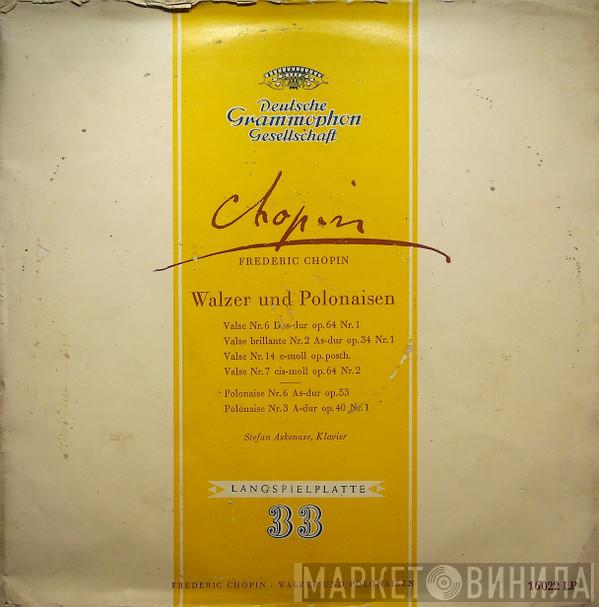 Deutsche
Grammophon
Gesellschaft
Chopin
FREDERIC CHOPIN
Walzer und Polonaisen
Valse Nr. 6 Des-dur op. 64 Nr. 1
Valse brillante Nr. 2 As-dur op. 34 Nr. 1
Valse Nr. 14 e-moll op. posth.
Valse Nr. 7 cis-moll op. 64 Nr. 2
Polonaise Nr. 6 As-dur op. 53
Polonaise Nr. 3 A-dur op. 40 Nr. 1
Stefan Askenase, Klavier
LANGSPIELPLATTE
33
FREDERIC CHOPIN · WALZER UND POLONAISEN
16022 LP
МАРКЕТ ВИНИЛА